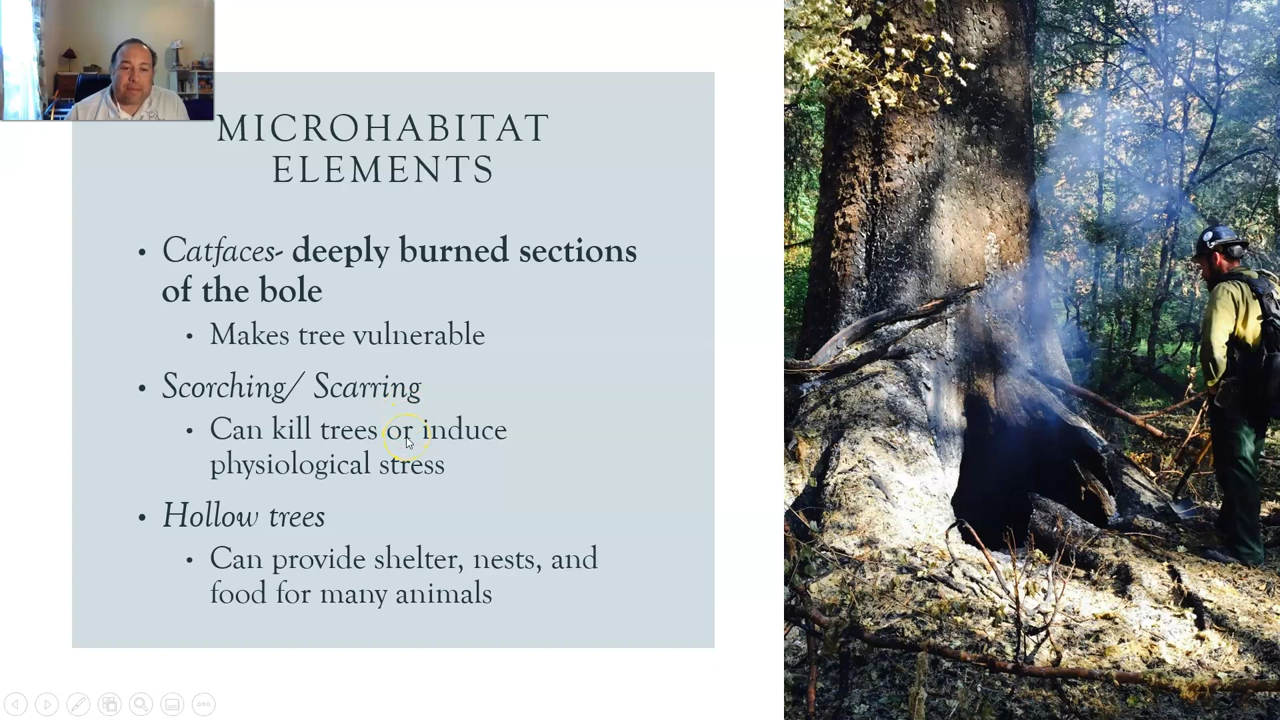 MICROHABITAT
ELEMENTS
• Catfaces- deeply burned sections
of the bole
• Makes tree vulnerable
• Scorching/ Scarring
• Can kill trees or induce
physiological stress
• Hollow trees
• Can provide shelter, nests, and
food for many animals